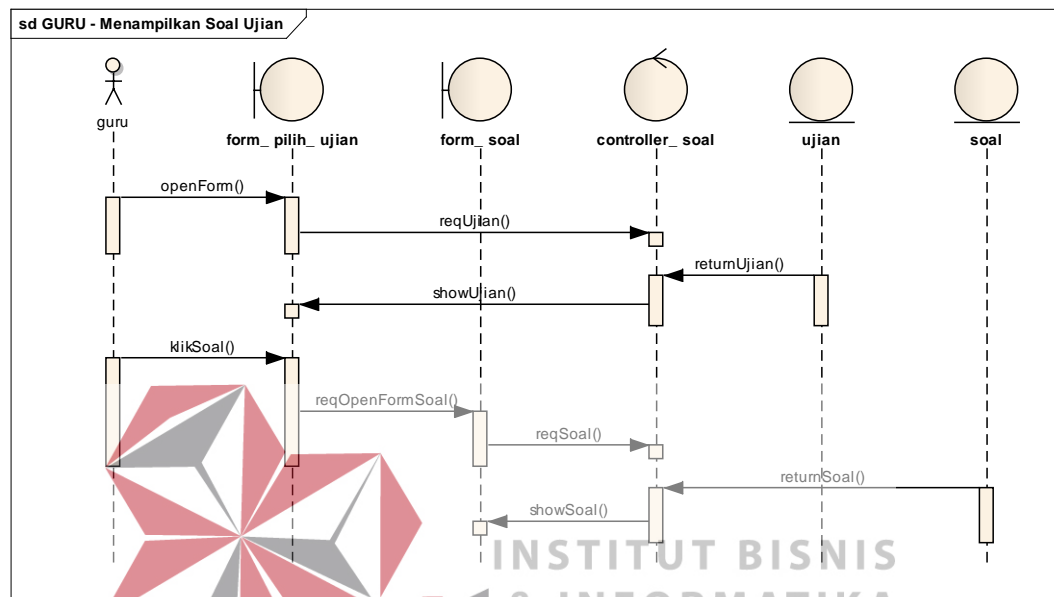 sd GURU - Menampilkan Soal Ujian
guru
form_ pilih_ ujian
form_ soal
controller_ soal
ujian
soal
openForm()
reqUjian()
returnUjian()
showUjian()
klikSoal()
reqOpenFormSoal()
reqSoal()
returnSoal()
showSoal()
INSTITUT BISNIS
& INFORMATIKA